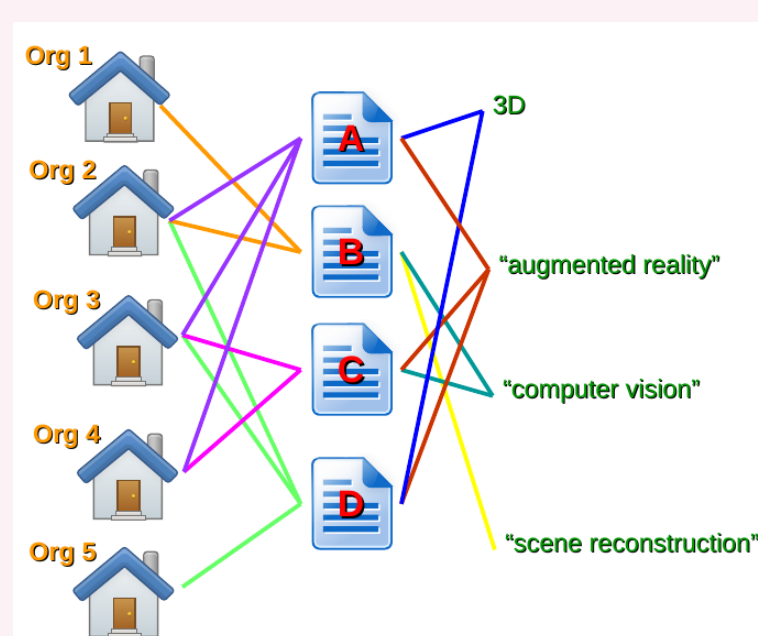 Org 1
Org 2
Org 3
Org 4
Org 5
A
B
C
D
3D
“augmented reality”
“computer vision”
“scene reconstruction”